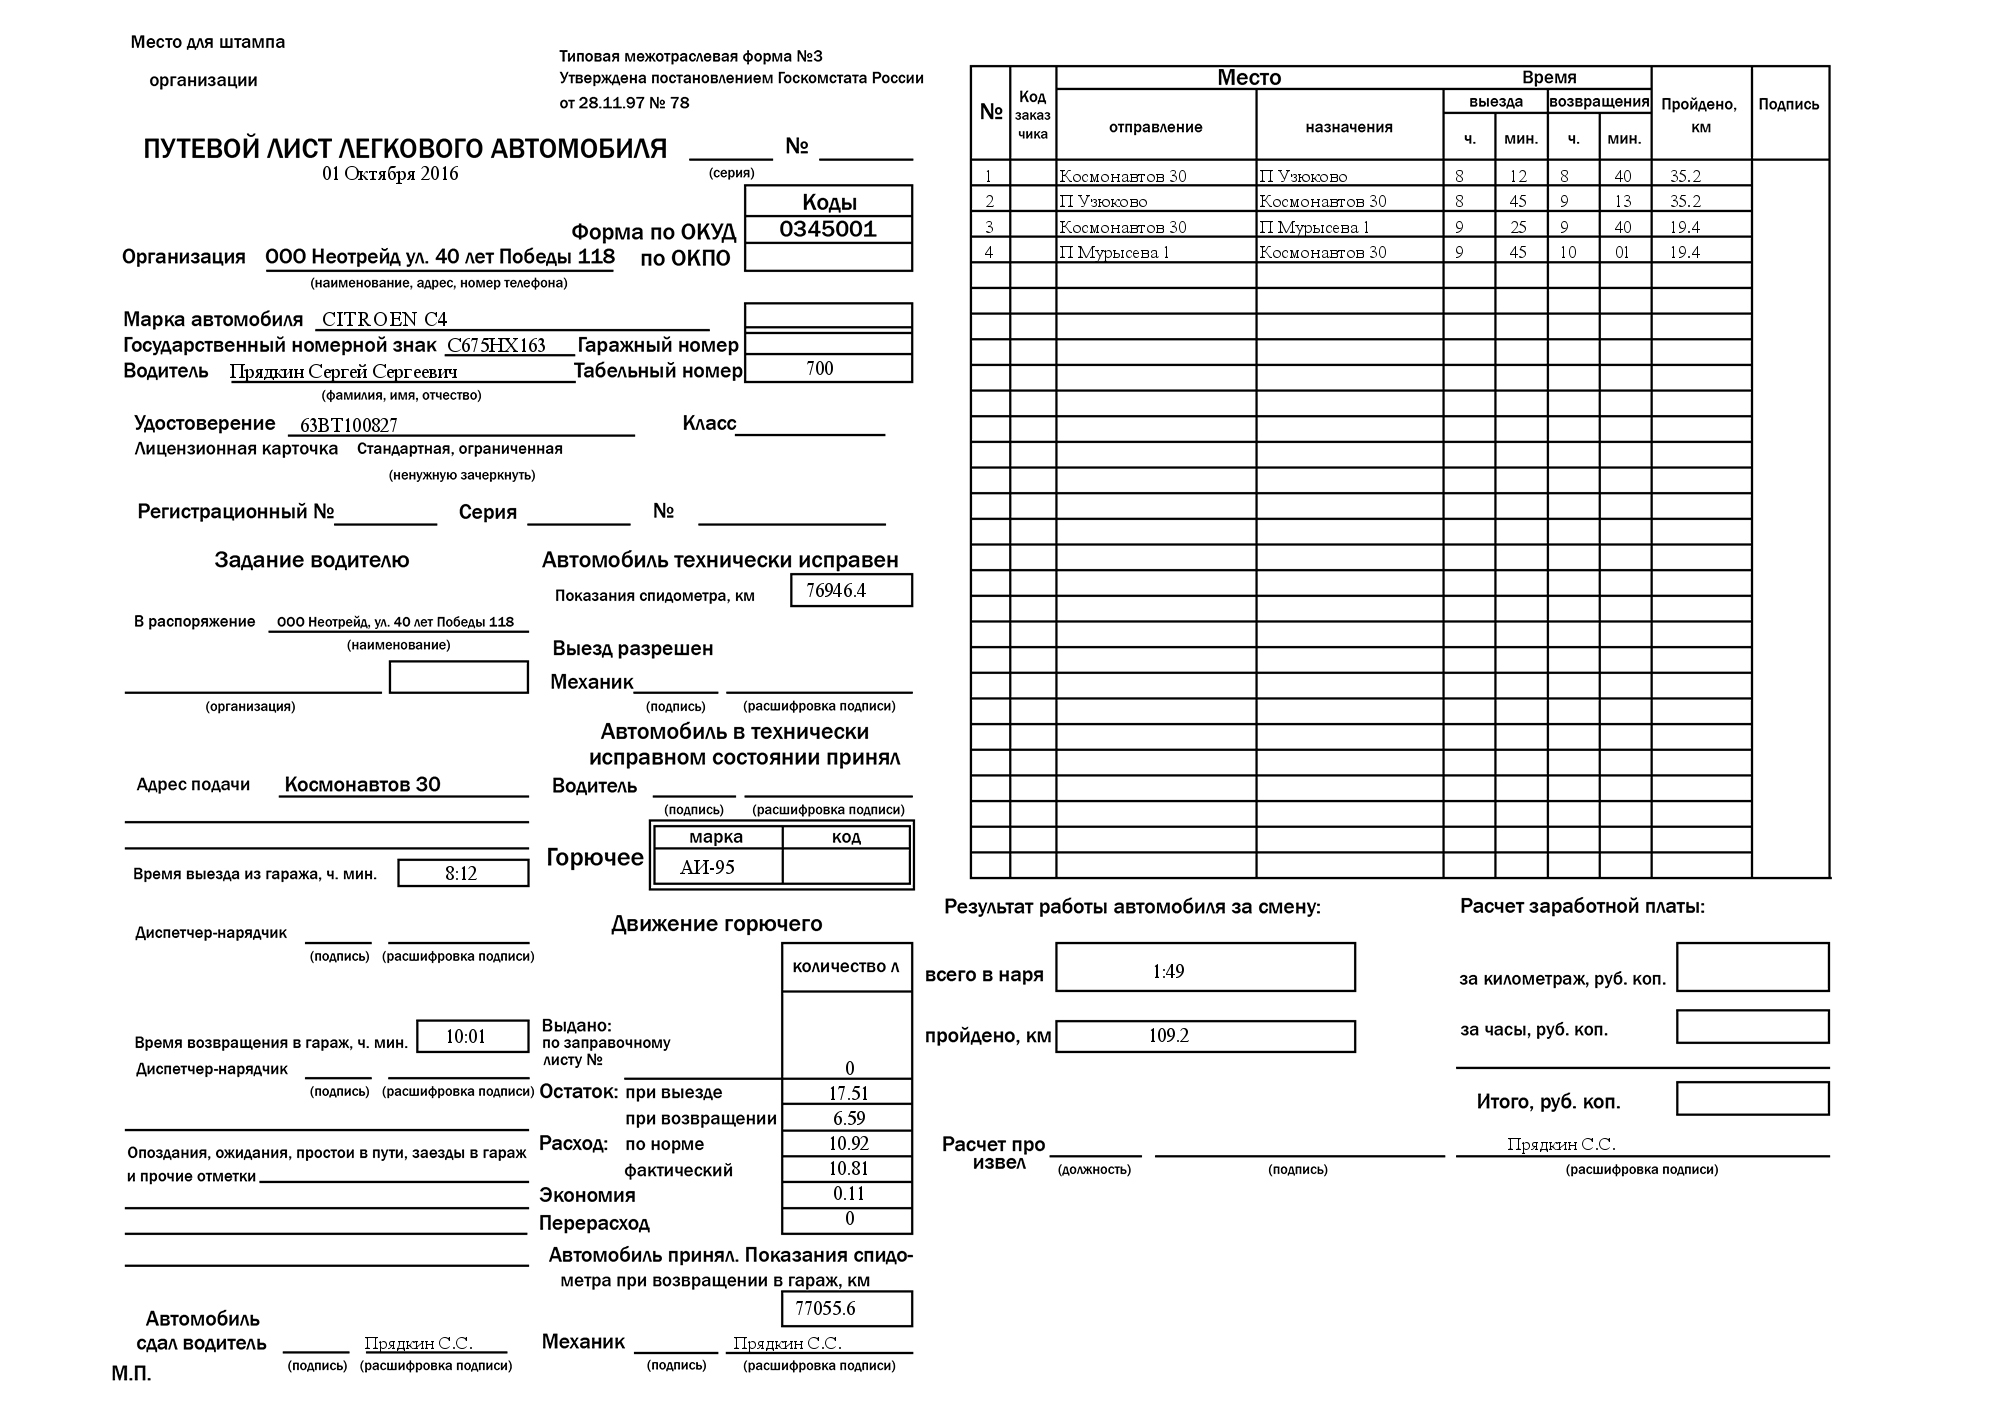 Место для штампа
организации
Типовая межотраслевая форма №3
Утверждена постановлением Госкомстата России
от 28.11.97 № 78
ПУТЕВОЙ ЛИСТ ЛЕГКОВОГО АВТОМОБИЛЯ №
01 Октября 2016
(серия)
Коды
Форма по ОКУД 0345001
Организация ООО Неотрейд ул. 40 лет Победы 118 по ОКПО
(наименование, адрес, номер телефона)
Марка автомобиля CITROEN C4
Государственный номерной знак С675НХ163 Гаражный номер
Водитель Прядкин Сергей Сергеевич Табельный номер 700
(фамилия, имя, отчество)
Удостоверение 63ВТ100827 Класс
Лицензионная карточка Стандартная, ограниченная
(ненужную зачеркнуть)
Регистрационный № Серия №
Задание водителю
В распоряжение ООО Неотрейд, ул. 40 лет Победы 118
(наименование)
(организация)
Адрес подачи Космонавтов 30
Время выезда из гаража, ч. мин. 8:12
Диспетчер-нарядчик
(подпись) (расшифровка подписи)
Время возвращения в гараж, ч. мин. 10:01
Диспетчер-нарядчик
(подпись) (расшифровка подписи)
Опоздания, ожидания, простои в пути, заезды в гараж
и прочие отметки
Автомобиль
сдал водитель Прядкин С.С.
(подпись) (расшифровка подписи)
М.П.
Автомобиль технически исправен
Показания спидометра, км 76946.4
Выезд разрешен
Механик
(подпись) (расшифровка подписи)
Автомобиль в технически
исправном состоянии принял
Водитель
(подпись) (расшифровка подписи)
марка код
Горючее АИ-95
Движение горючего
количество л
Выдано:
по заправочному
листу №
0
Остаток: при выезде 17.51
при возвращении 6.59
Расход: по норме 10.92
фактический 10.81
Экономия 0.11
Перерасход 0
Автомобиль принял. Показания спидо-
метра при возвращении в гараж, км
77055.6
Механик Прядкин С.С.
(подпись) (расшифровка подписи)
№ Код заказ чика Место Время Пройдено, км Подпись
отправление назначения выезда возвращения
ч. мин. ч. мин.
1 Космонавтов 30 П Узюково 8 12 8 40 35.2
2 П Узюково Космонавтов 30 8 45 9 13 35.2
3 Космонавтов 30 П Мурысева 1 9 25 9 40 19.4
4 П Мурысева 1 Космонавтов 30 9 45 10 01 19.4
Результат работы автомобиля за смену:
всего в наря 1:49
пройдено, км 109.2
Расчет заработной платы:
за километраж, руб. коп.
за часы, руб. коп.
Итого, руб. коп.
Расчет про
извел
Прядкин С.С.
(должность) (подпись) (расшифровка подписи)